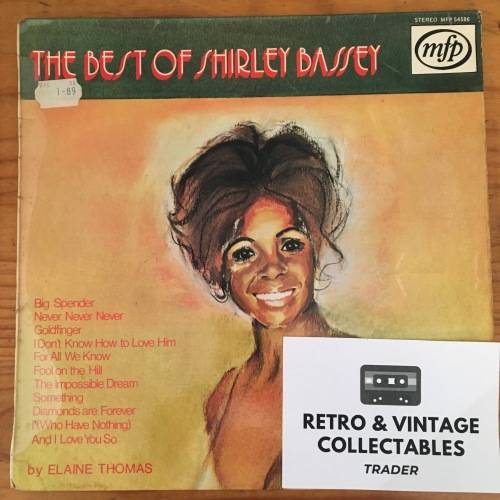 STEREO MFP 54586
mfp
THE BEST OF SHIRLEY BASSEY
1-89
Big Spender
Never Never Never
Goldfinger
I Don't Know How to Love Him
For All We Know
Fool on the Hill
The Impossible Dream
Something
Diamonds are Forever
I (Who Have Nothing)
And I Love You So
by ELAINE THOMAS
RETRO & VINTAGE
COLLECTABLES
TRADER